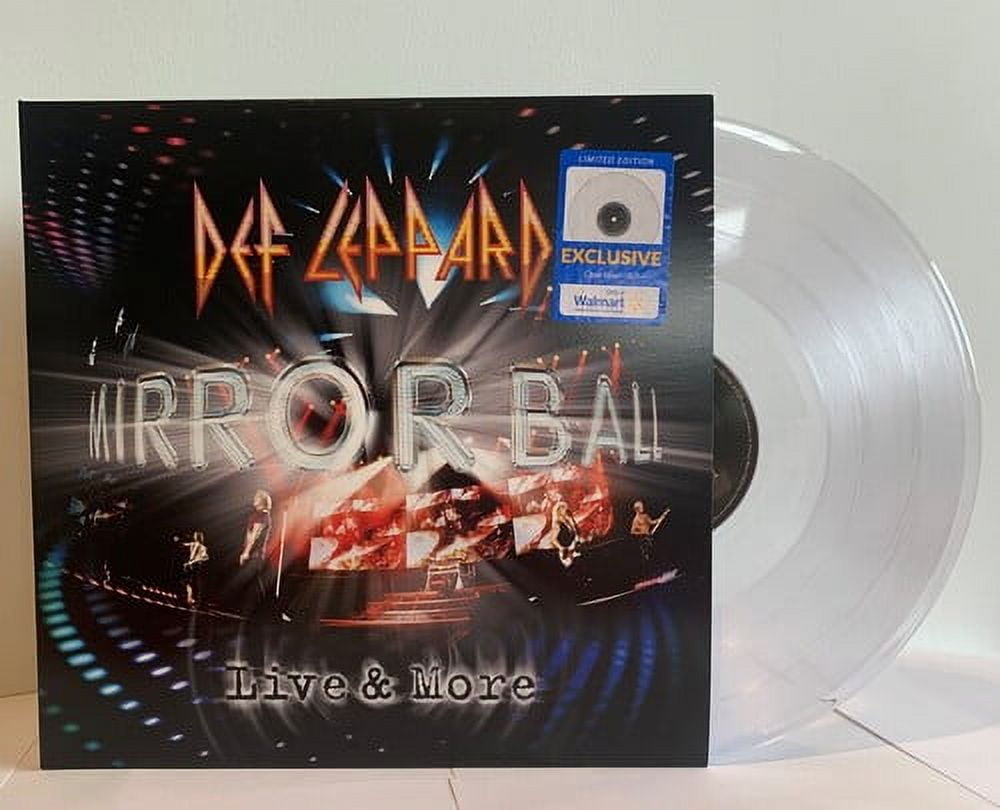 DEF LEPPARD
LIMITED EDITION
EXCLUSIVE
Walmart
MIRROR BALL
Live & More